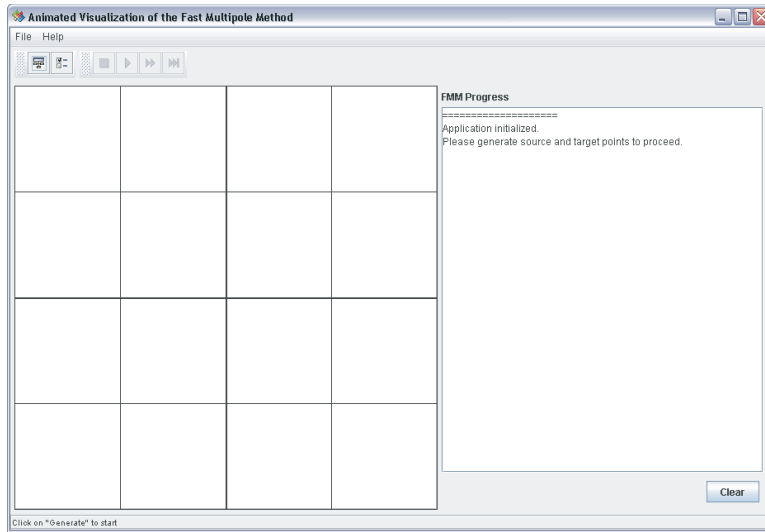 Animated Visualization of the Fast Multipole Method
File Help
FMM Progress
====================
Application initialized.
Please generate source and target points to proceed.
Clear
Click on "Generate" to start